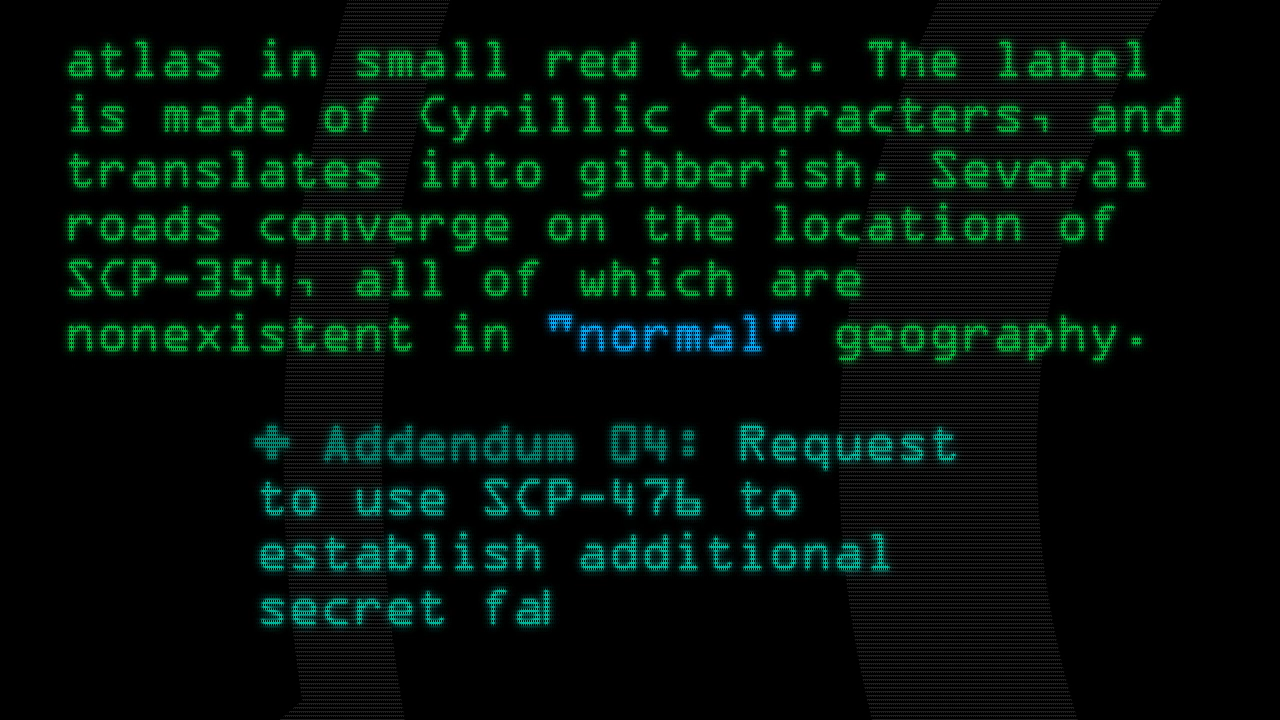 atlas in small red text. The label
is made of Cyrillic characters, and
translates into gibberish. Several
roads converge on the location of
SCP-354, all of which are
nonexistent in "normal" geography.
+ Addendum 04: Request
to use SCP-476 to
establish additional
secret fa